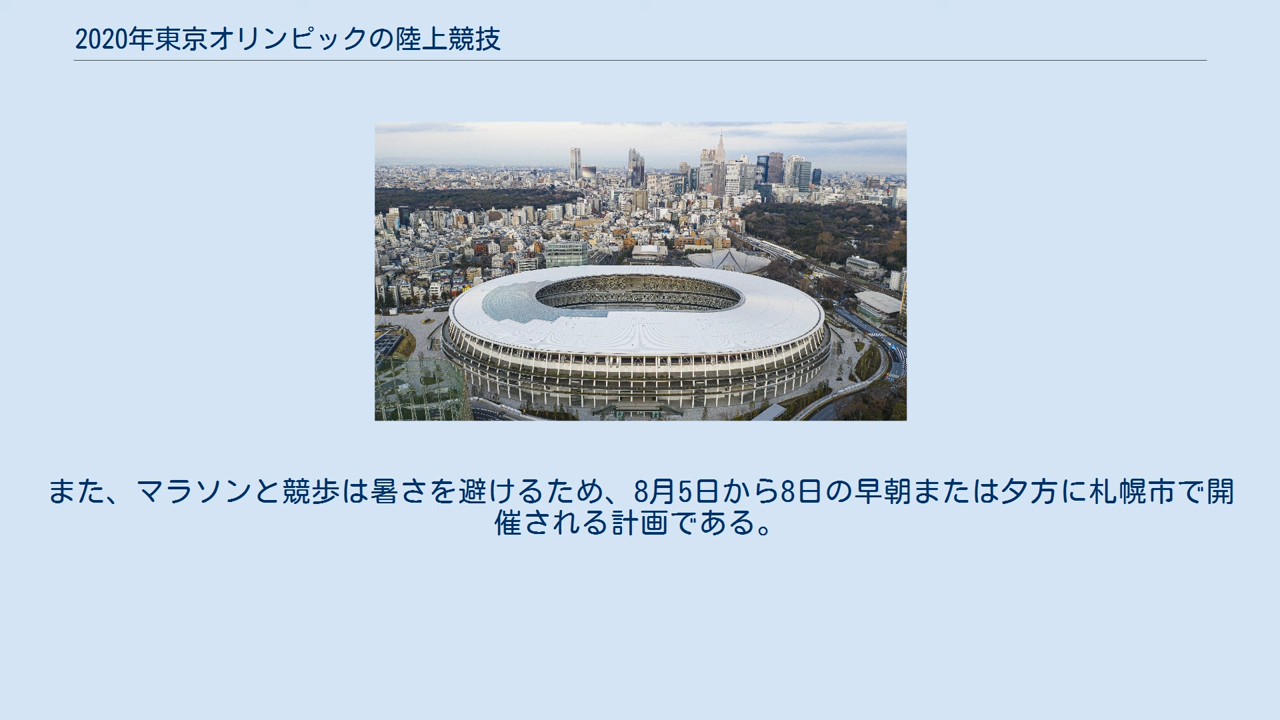 2020年東京オリンピックの陸上競技
また、マラソンと競歩は暑さを避けるため、8月5日から8日の早朝または夕方に札幌市で開
催される計画である。